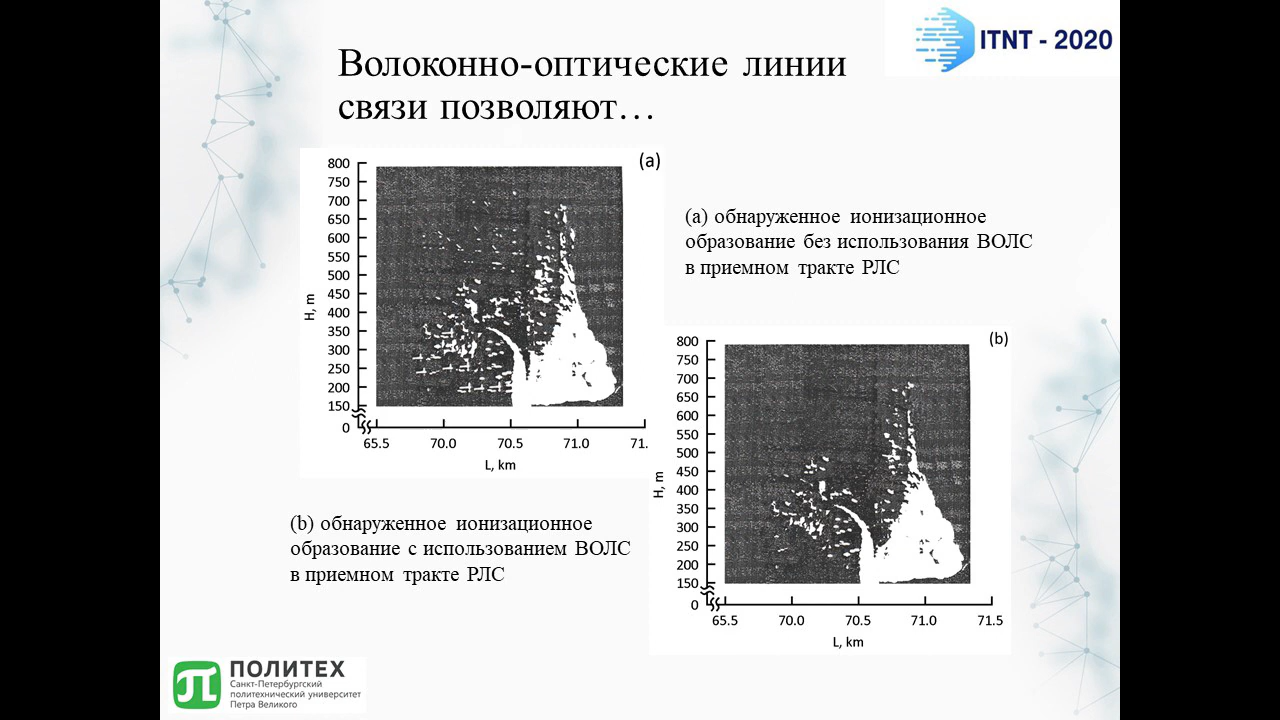 ITNT - 2020
Волоконно-оптические линии
связи позволяют…
(a)
800
750
700
650
600
550
500
450
400
350
300
250
200
150
0
H, m
65.5 70.0 70.5 71.0 71.
L, km
(a) обнаруженное ионизационное
образование без использования ВОЛС
в приемном тракте РЛС
(b)
800
750
700
650
600
550
500
450
400
350
300
250
200
150
0
H, m
65.5 70.0 70.5 71.0 71.5
L, km
(b) обнаруженное ионизационное
образование с использованием ВОЛС
в приемном тракте РЛС
ПОЛИТЕХ
Санкт-Петербургский
политехнический университет
Петра Великого